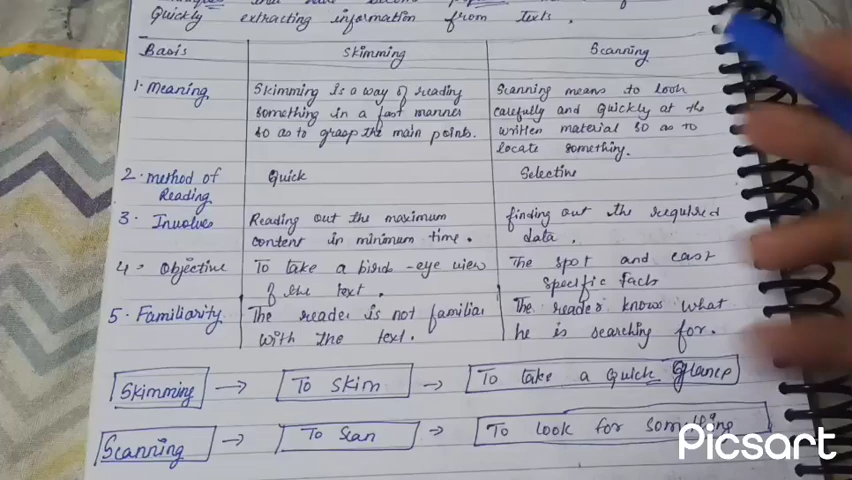 Quickly extracting information from texts.
Basis Skimming Scanning
1. Meaning
Skimming is a way of reading
something in a fast manner
so as to grasp the main points.
Scanning means to look
carefully and quickly at the
written material so as to
locate something.
2. method of
Reading
Quick
Selective
3. Involves
Reading out the maximum
content in minimum time.
finding out the required
data.
4. Objective
To take a bird-eye view
of the text.
The spot and
specific facts
5. Familiarity
The reader is not familiar
with the text.
The reader knows what
he is searching for.
Skimming → To Skim → To take a quick Glance
Scanning → To Scan → To look for something
Picsart